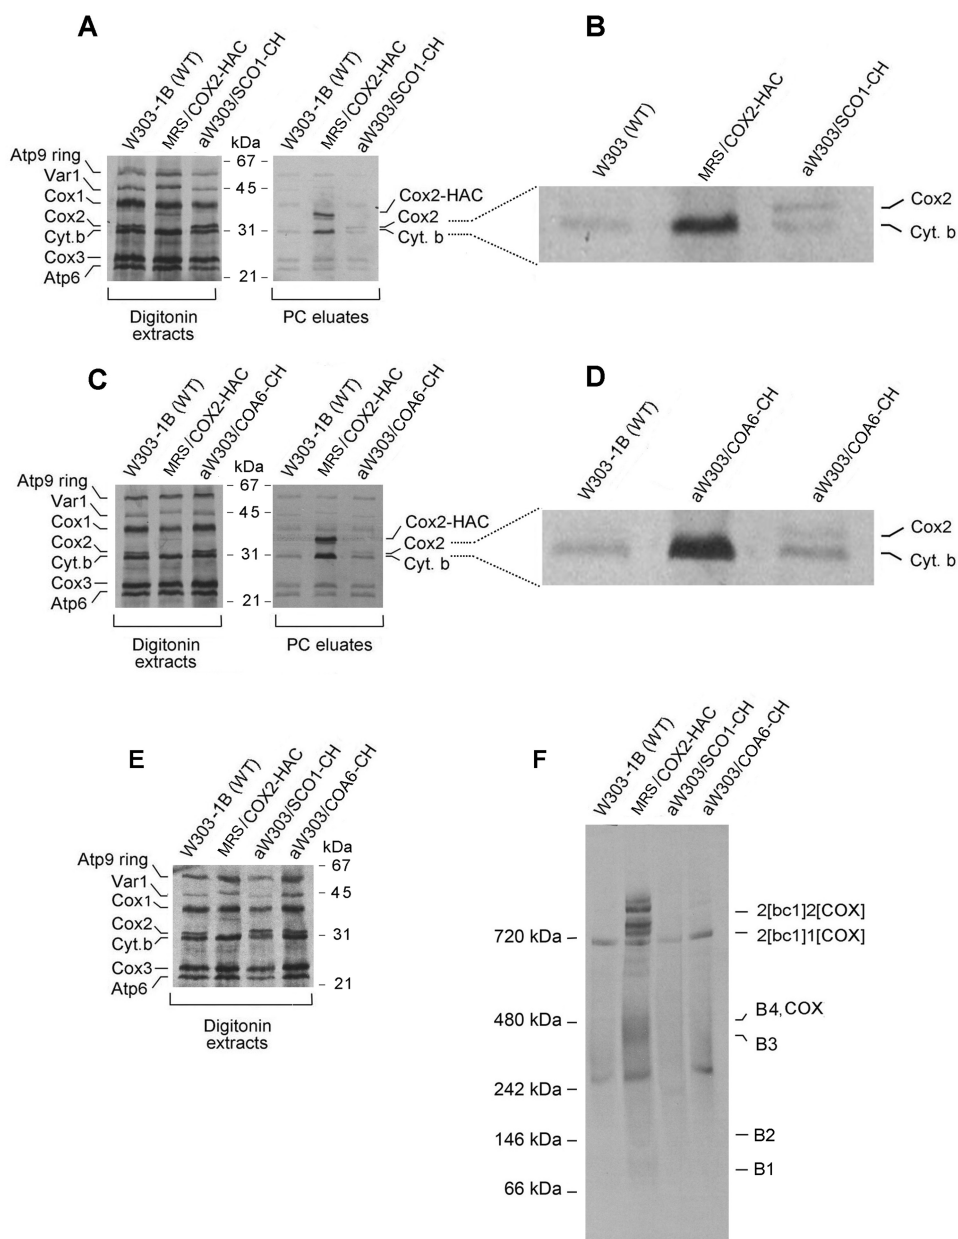 A
W303-1B (WT)
MRS/COX2-HAC
aW303/SCO1-CH
kDa
W303-1B (WT)
MRS/COX2-HAC
aW303/SCO1-CH
Atp9 ring
Var1
Cox1
Cox2
Cyt.b
Cox3
Atp6
67
45
31
21
Cox2-HAC
Cox2
Cyt. b
Digitonin
extracts
PC eluates
B
W303 (WT)
MRS/COX2-HAC
aW303/SCO1-CH
Cox2
Cyt. b
C
W303-1B (WT)
MRS/COX2-HAC
aW303/COA6-CH
kDa
W303-1B (WT)
MRS/COX2-HAC
aW303/COA6-CH
Atp9 ring
Var1
Cox1
Cox2
Cyt.b
Cox3
Atp6
67
45
31
21
Cox2-HAC
Cox2
Cyt. b
Digitonin
extracts
PC eluates
D
W303-1B (WT)
aW303/COA6-CH
aW303/COA6-CH
Cox2
Cyt. b
E
W303-1B (WT)
MRS/COX2-HAC
aW303/SCO1-CH
aW303/COA6-CH
kDa
Atp9 ring
Var1
Cox1
Cox2
Cyt.b
Cox3
Atp6
67
45
31
21
Digitonin
extracts
F
W303-1B (WT)
MRS/COX2-HAC
aW303/SCO1-CH
aW303/COA6-CH
720 kDa
480 kDa
242 kDa
146 kDa
66 kDa
2[bc1]2[COX]
2[bc1]1[COX]
B4,COX
B3
B2
B1